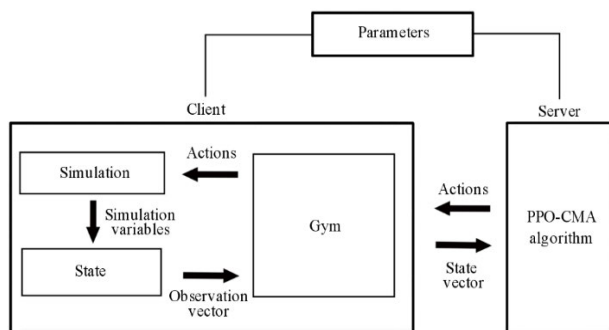 Parameters
Client
Server
Simulation
Actions
Simulation
variables
State
Observation
vector
Gym
Actions
State
vector
PPO-CMA
algorithm